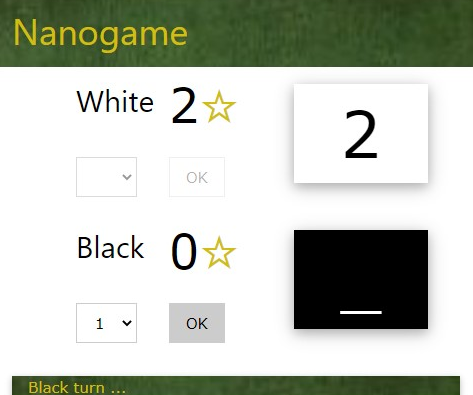 Nanogame
White 2☆ 2
OK
Black 0☆ _
1 OK
Black turn ...